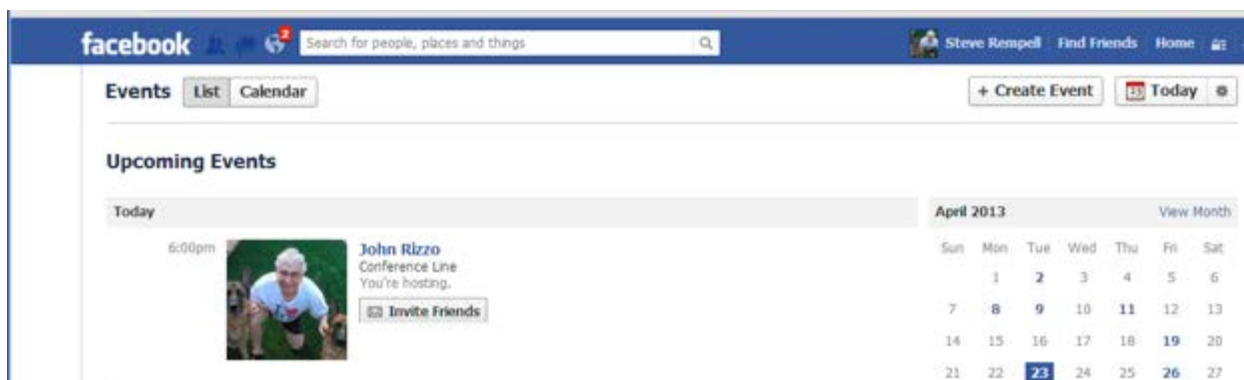 facebook 2 Search for people, places and things Steve Rempell Find Friends Home
Events List Calendar + Create Event 23 Today
Upcoming Events
Today
6:00pm
John Rizzo
Conference Line
You're hosting.
Invite Friends
April 2013 View Month
Sun Mon Tue Wed Thu Fri Sat
1 2 3 4 5 6
7 8 9 10 11 12 13
14 15 16 17 18 19 20
21 22 23 24 25 26 27